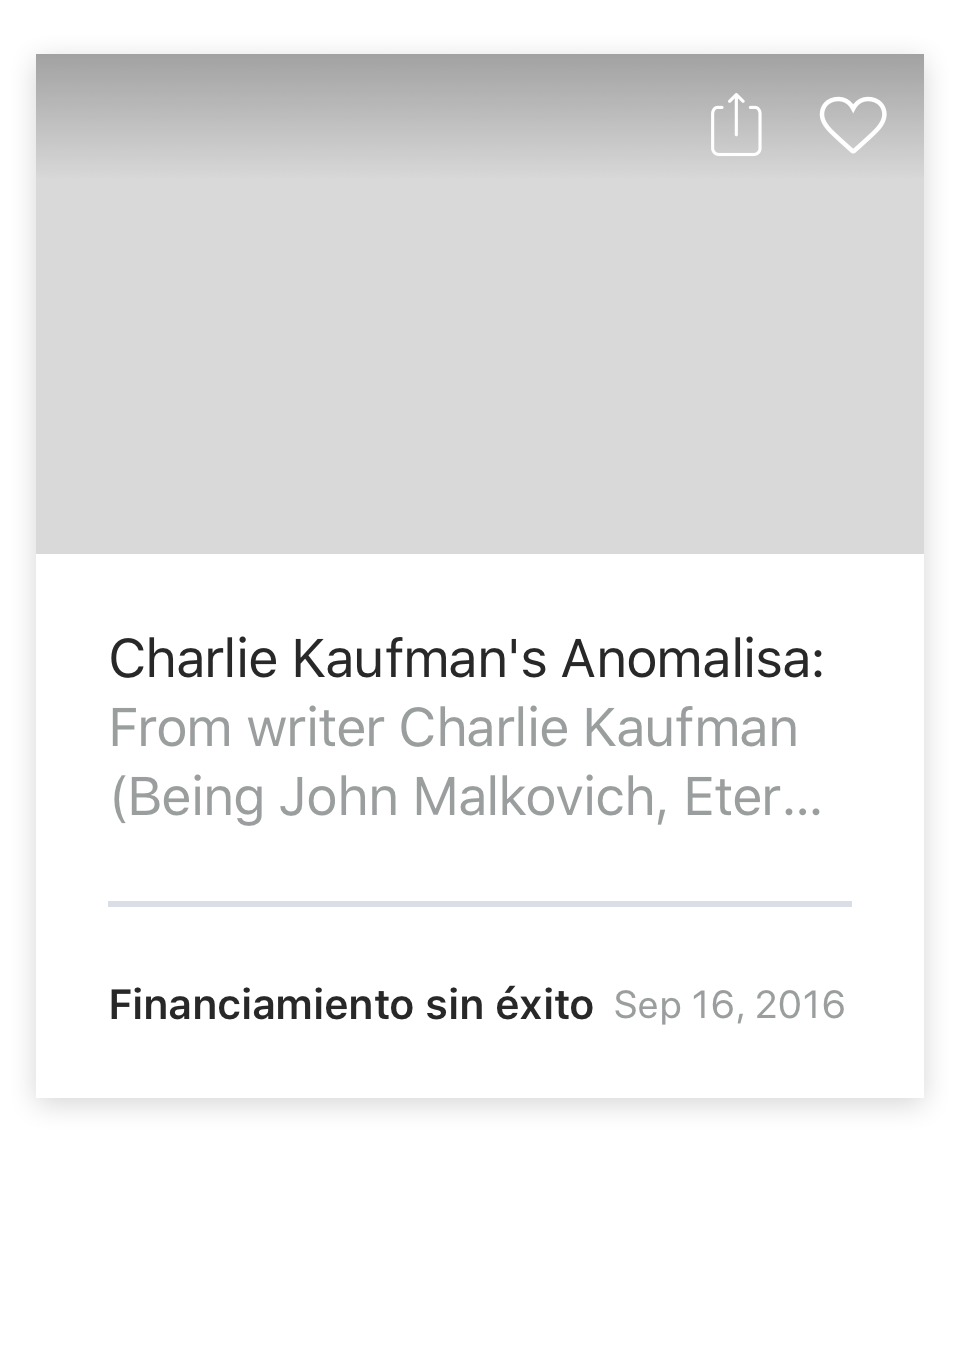 Charlie Kaufman's Anomalisa:
From writer Charlie Kaufman
(Being John Malkovich, Eter…
Financiamiento sin éxito Sep 16, 2016